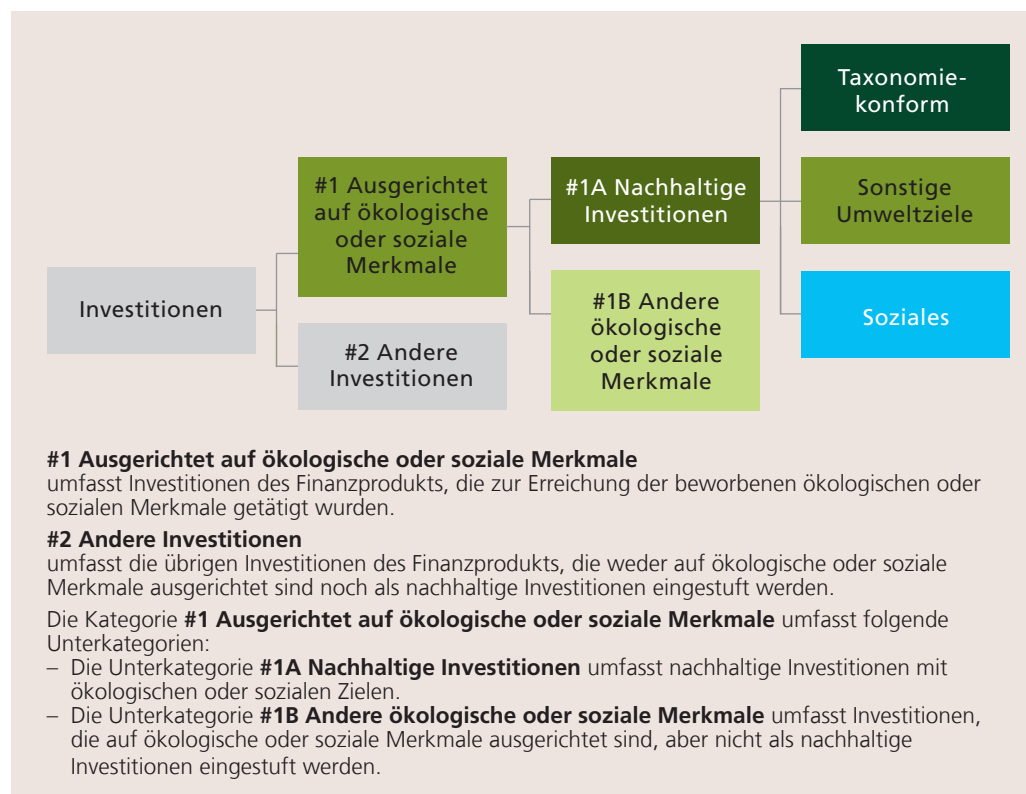 Taxonomie-
konform
#1 Ausgerichtet
auf ökologische
oder soziale
Merkmale
#1A Nachhaltige
Investitionen
Sonstige
Umweltziele
Investitionen
#2 Andere
Investitionen
#1B Andere
ökologische
oder soziale
Merkmale
Soziales
#1 Ausgerichtet auf ökologische oder soziale Merkmale
umfasst Investitionen des Finanzprodukts, die zur Erreichung der beworbenen ökologischen oder
sozialen Merkmale getätigt wurden.
#2 Andere Investitionen
umfasst die übrigen Investitionen des Finanzprodukts, die weder auf ökologische oder soziale
Merkmale ausgerichtet sind noch als nachhaltige Investitionen eingestuft werden.
Die Kategorie #1 Ausgerichtet auf ökologische oder soziale Merkmale umfasst folgende
Unterkategorien:
– Die Unterkategorie #1A Nachhaltige Investitionen umfasst nachhaltige Investitionen mit
ökologischen oder sozialen Zielen.
– Die Unterkategorie #1B Andere ökologische oder soziale Merkmale umfasst Investitionen,
die auf ökologische oder soziale Merkmale ausgerichtet sind, aber nicht als nachhaltige
Investitionen eingestuft werden.